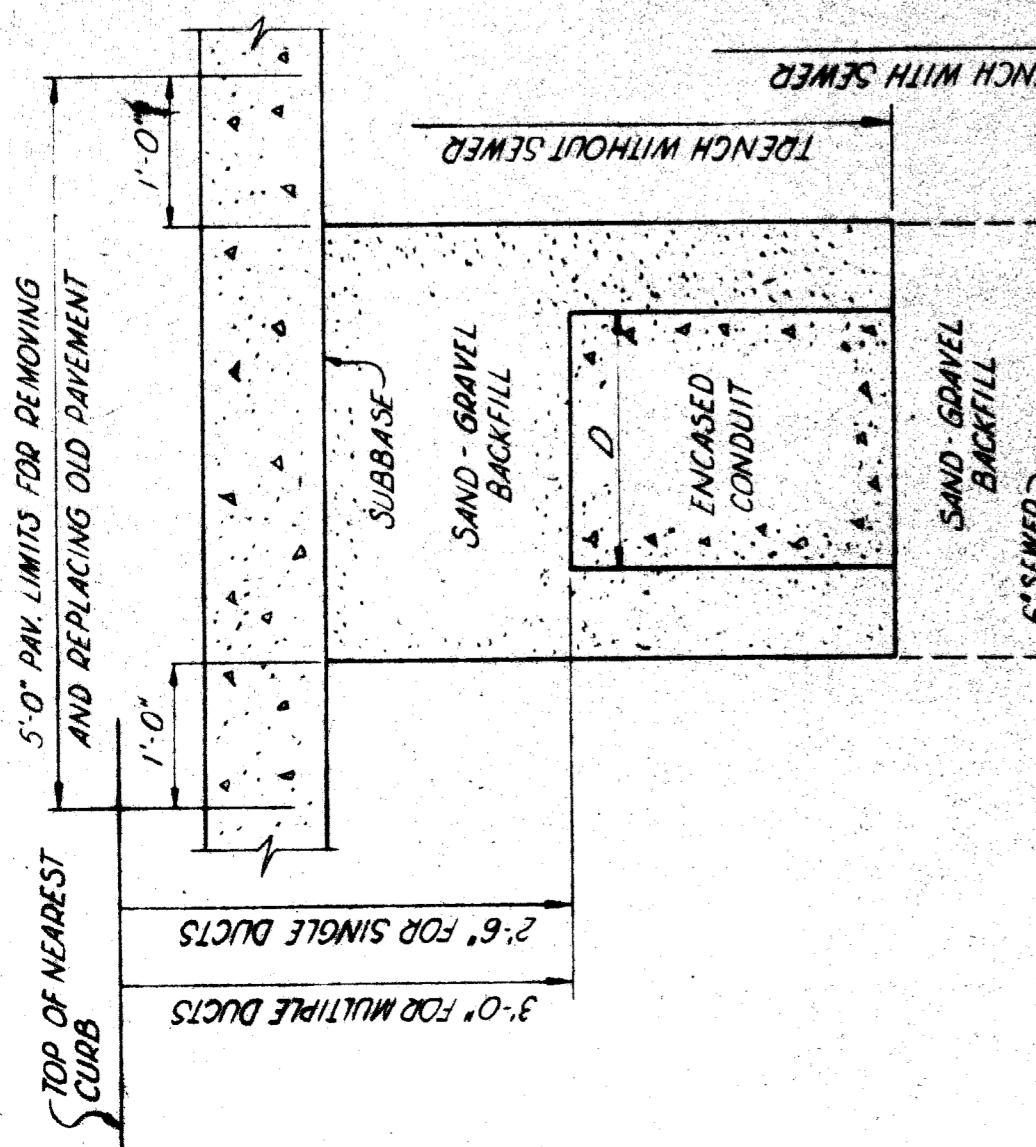 5'-0" PAV. LIMITS FOR REMOVING
AND REPLACING OLD PAVEMENT
1'-0"
1'-0"
TOP OF NEAREST
CURB
SUBBASE
SAND-GRAVEL
BACKFILL
D
ENCASED
CONDUIT
2'-6" FOR SINGLE DUCTS
3'-0" FOR MULTIPLE DUCTS
TRENCH WITHOUT SEWER
WITH SEWER
SAND-GRAVEL
BACKFILL
6" SEWER